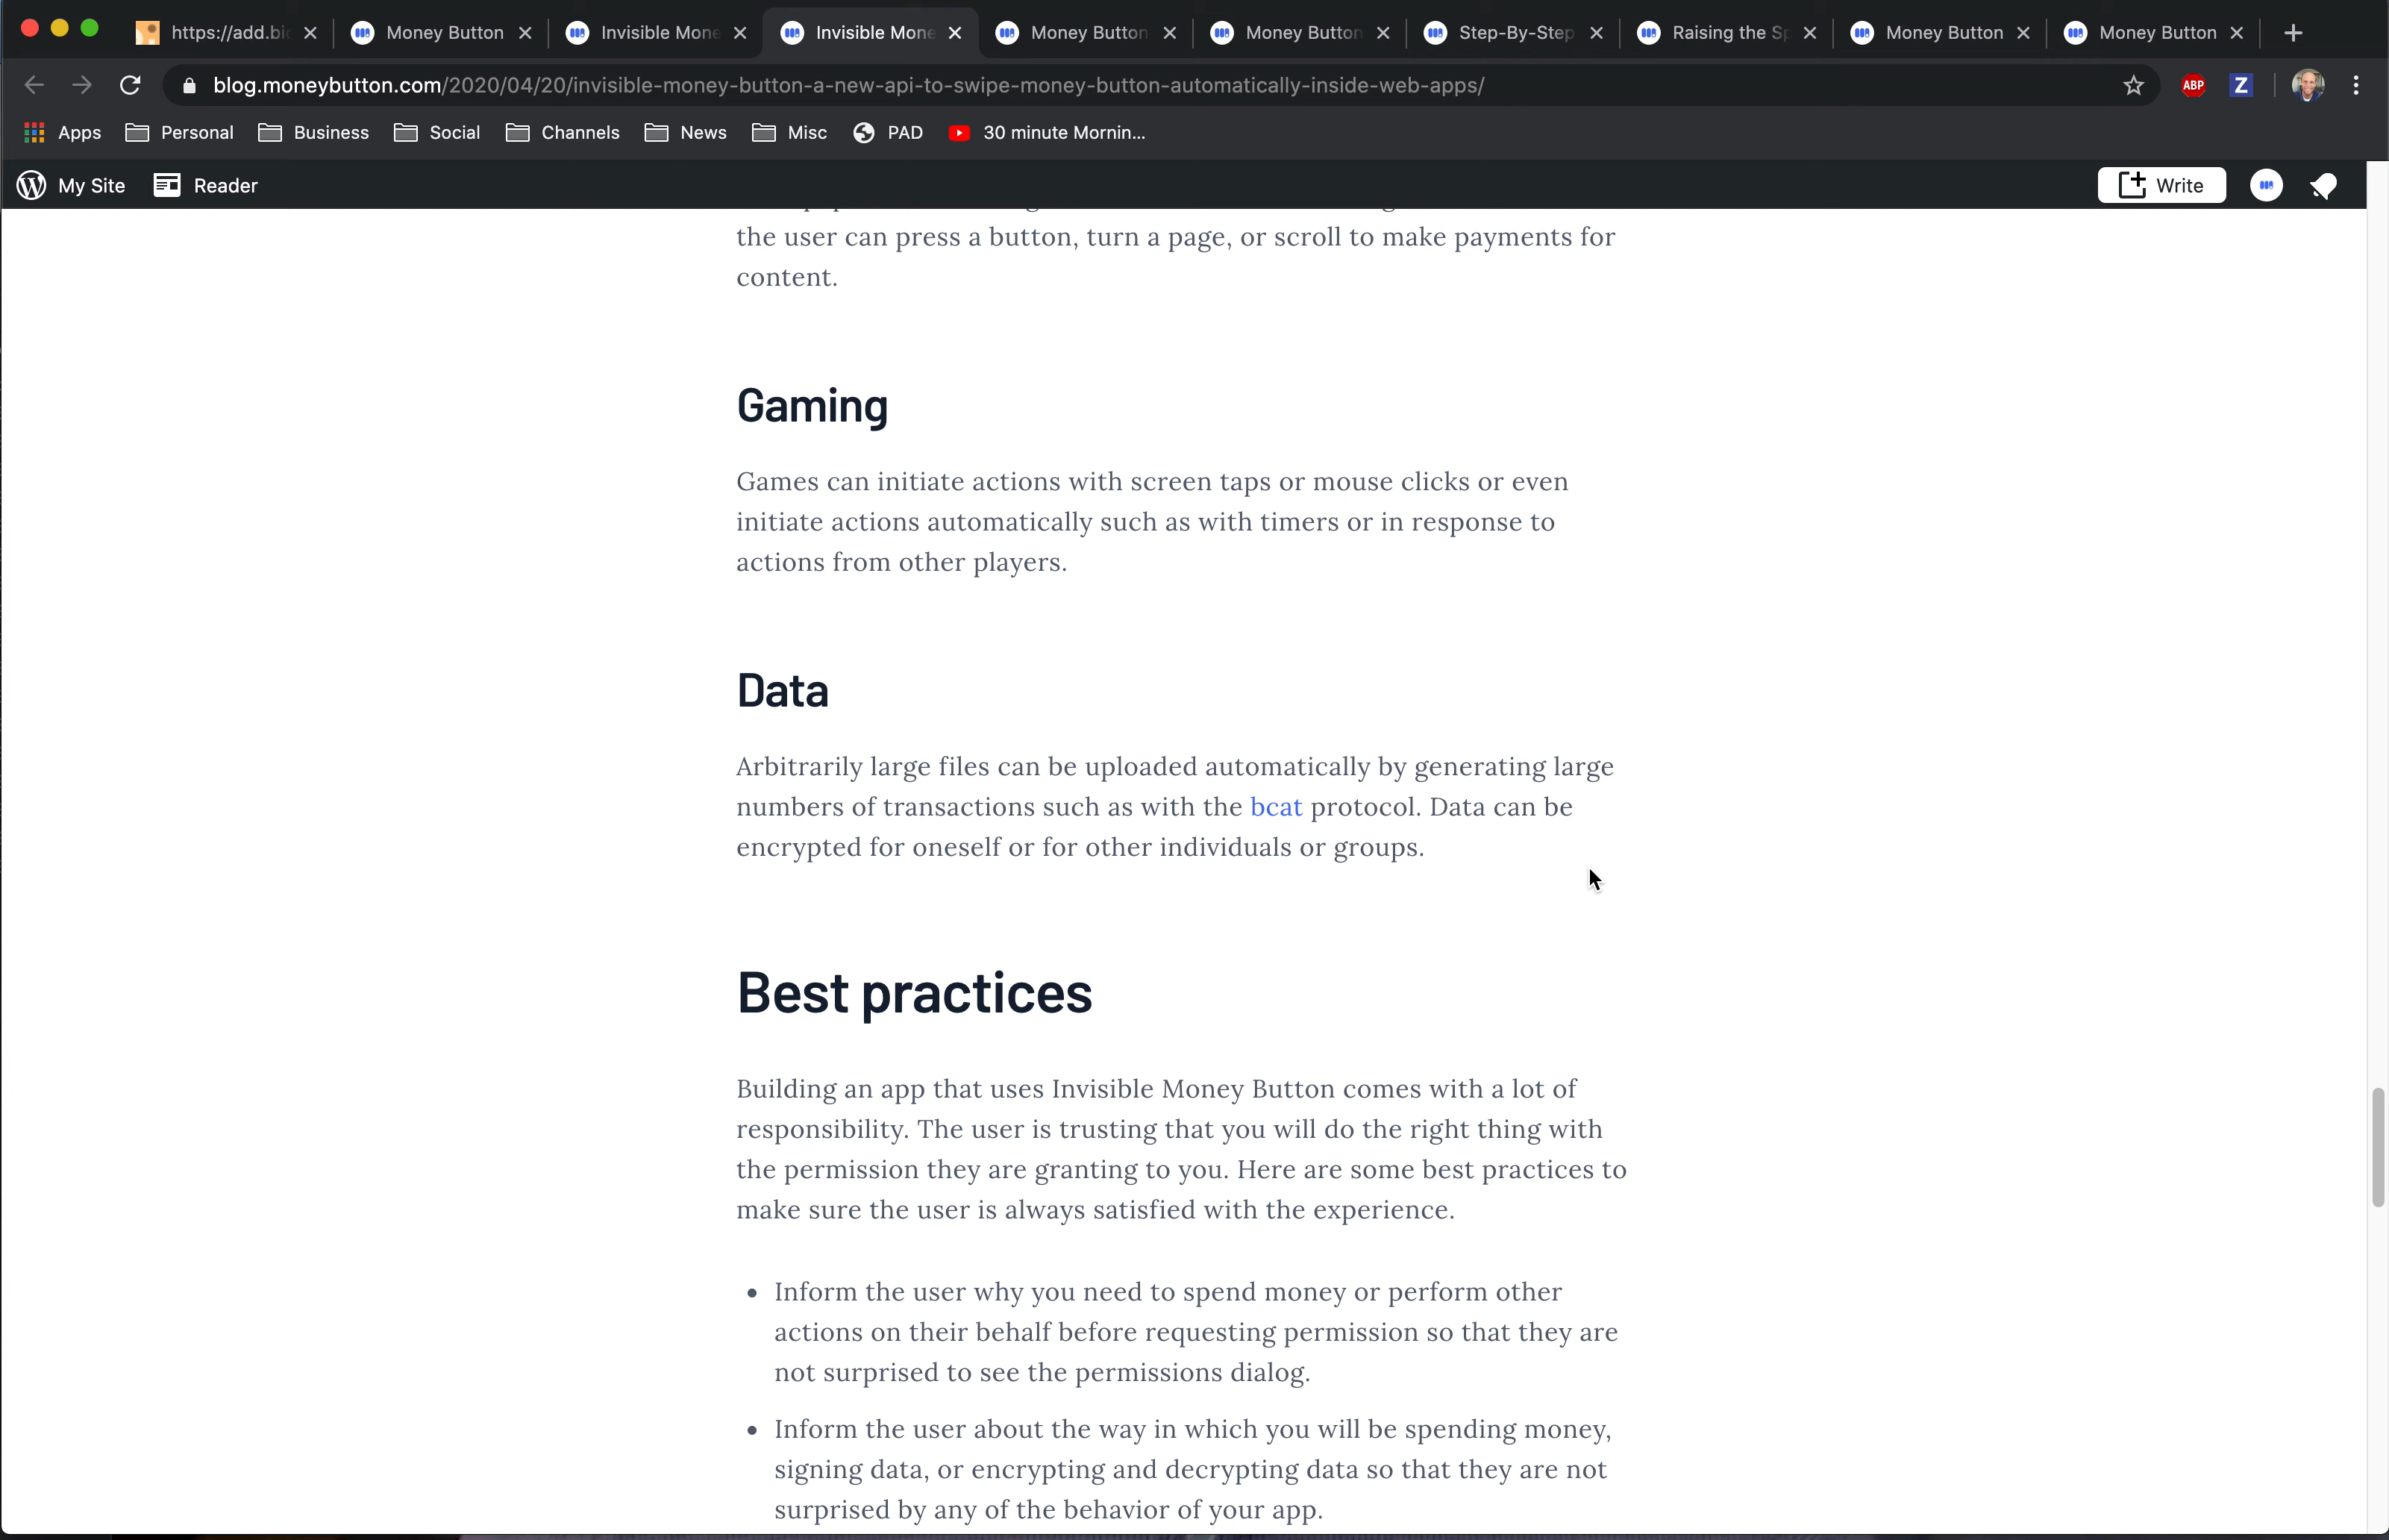 https://add.bi
Money Button
Invisible Mone
Invisible Mone
Money Button
Money Button
Step-By-Step
Raising the Sp
Money Button
Money Button
blog.moneybutton.com/2020/04/20/invisible-money-button-a-new-api-to-swipe-money-button-automatically-inside-web-apps/
ABP
Z
Apps
Personal
Business
Social
Channels
News
Misc
PAD
30 minute Mornin...
My Site
Reader
Write
the user can press a button, turn a page, or scroll to make payments for
content.
Gaming
Games can initiate actions with screen taps or mouse clicks or even
initiate actions automatically such as with timers or in response to
actions from other players.
Data
Arbitrarily large files can be uploaded automatically by generating large
numbers of transactions such as with the bcat protocol. Data can be
encrypted for oneself or for other individuals or groups.
Best practices
Building an app that uses Invisible Money Button comes with a lot of
responsibility. The user is trusting that you will do the right thing with
the permission they are granting to you. Here are some best practices to
make sure the user is always satisfied with the experience.
• Inform the user why you need to spend money or perform other
actions on their behalf before requesting permission so that they are
not surprised to see the permissions dialog.
• Inform the user about the way in which you will be spending money,
signing data, or encrypting and decrypting data so that they are not
surprised by any of the behavior of your app.